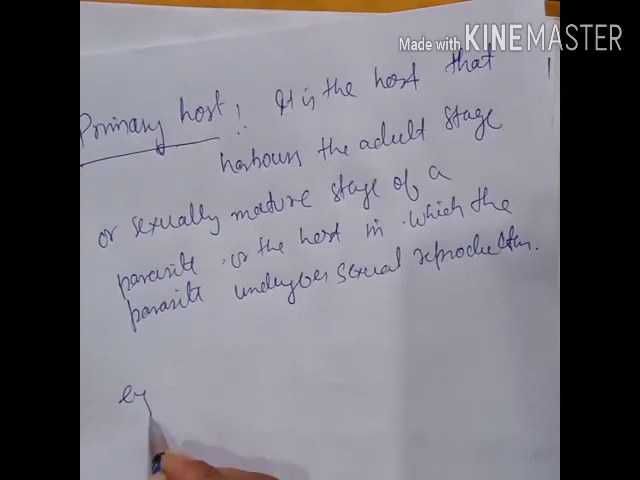 Made with KINEMASTER
Primary host: It is the host that
harbours the adult stage
or sexually mature stage of a
parasite or the host in which the
parasite undergoes sexual reproduction.
eg